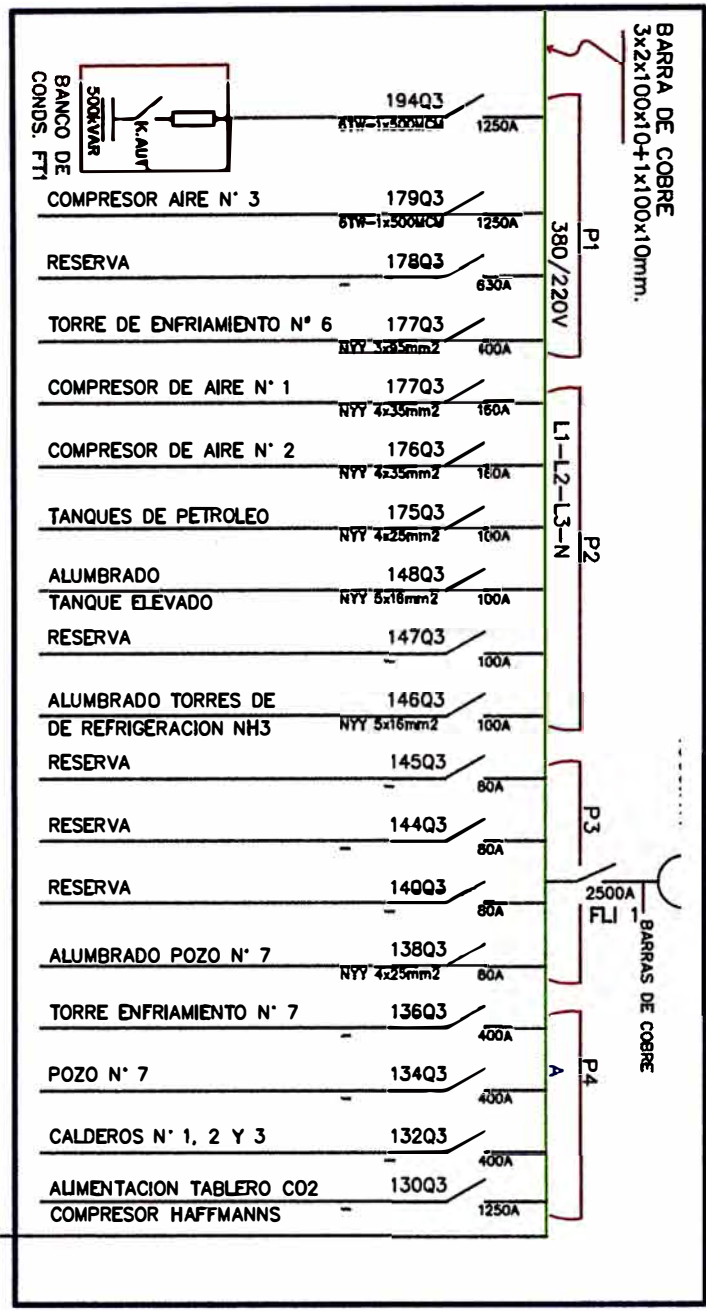 BARRA DE COBRE
3x2x100x10+1x100x10mm.
P1
380/220V
BANCO DE
CONDS. FT1
500kVAR
K.AUT
194Q3
6TW-1x500MCM
1250A
COMPRESOR AIRE N° 3
179Q3
6TW-1x500MCM
1250A
RESERVA
178Q3
-
630A
TORRE DE ENFRIAMIENTO N° 6
177Q3
NYY 3x95mm2
400A
P2
L1-L2-L3-N
COMPRESOR DE AIRE N° 1
177Q3
NYY 4x35mm2
160A
COMPRESOR DE AIRE N° 2
176Q3
NYY 4x35mm2
160A
TANQUES DE PETROLEO
175Q3
NYY 4x25mm2
100A
ALUMBRADO
TANQUE ELEVADO
148Q3
NYY 5x16mm2
100A
RESERVA
147Q3
-
100A
ALUMBRADO TORRES DE
DE REFRIGERACION NH3
146Q3
NYY 5x16mm2
100A
P3
RESERVA
145Q3
-
80A
RESERVA
144Q3
-
80A
RESERVA
140Q3
-
80A
2500A
FLI 1
BARRAS DE COBRE
ALUMBRADO POZO N° 7
138Q3
NYY 4x25mm2
80A
P4
A
TORRE ENFRIAMIENTO N° 7
136Q3
-
400A
POZO N° 7
134Q3
-
400A
CALDEROS N° 1, 2 Y 3
132Q3
-
400A
ALIMENTACION TABLERO CO2
COMPRESOR HAFFMANNS
130Q3
-
1250A